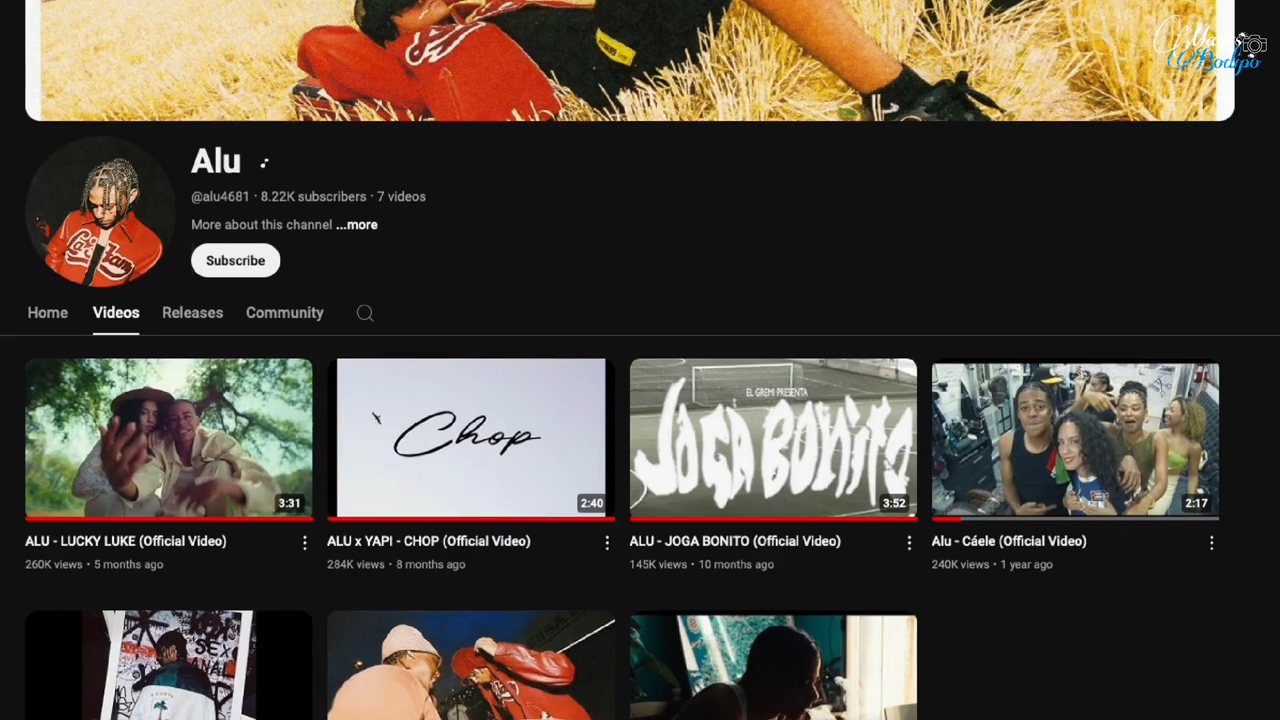 Bodipo
Alu
@alu4681 · 8.22K subscribers · 7 videos
More about this channel ...more
Subscribe
Home Videos Releases Community
Chop
EL GREMI PRESENTA
JOGA BONITO
3:31
2:40
3:52
2:17
ALU - LUCKY LUKE (Official Video)
260K views · 5 months ago
ALU x YAPI - CHOP (Official Video)
284K views · 8 months ago
ALU - JOGA BONITO (Official Video)
145K views · 10 months ago
Alu - Cáele (Official Video)
240K views · 1 year ago
SEX
ANAL